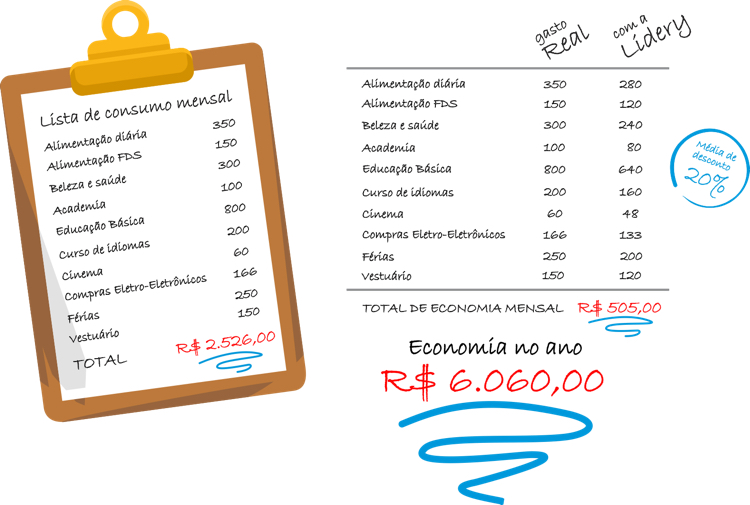 Lista de consumo mensal
Alimentação diária 350
Alimentação FDS 150
Beleza e saúde 300
Academia 100
Educação Básica 800
Curso de idiomas 200
Cinema 60
Compras Eletro-Eletrônicos 166
Férias 250
Vestuário 150
TOTAL R$ 2.526,00
gasto Real
com a Lídery
Alimentação diária 350 280
Alimentação FDS 150 120
Beleza e saúde 300 240
Academia 100 80
Educação Básica 800 640
Curso de idiomas 200 160
Cinema 60 48
Compras Eletro-Eletrônicos 166 133
Férias 250 200
Vestuário 150 120
Média de
desconto
20%
TOTAL DE ECONOMIA MENSAL R$ 505,00
Economia no ano
R$ 6.060,00